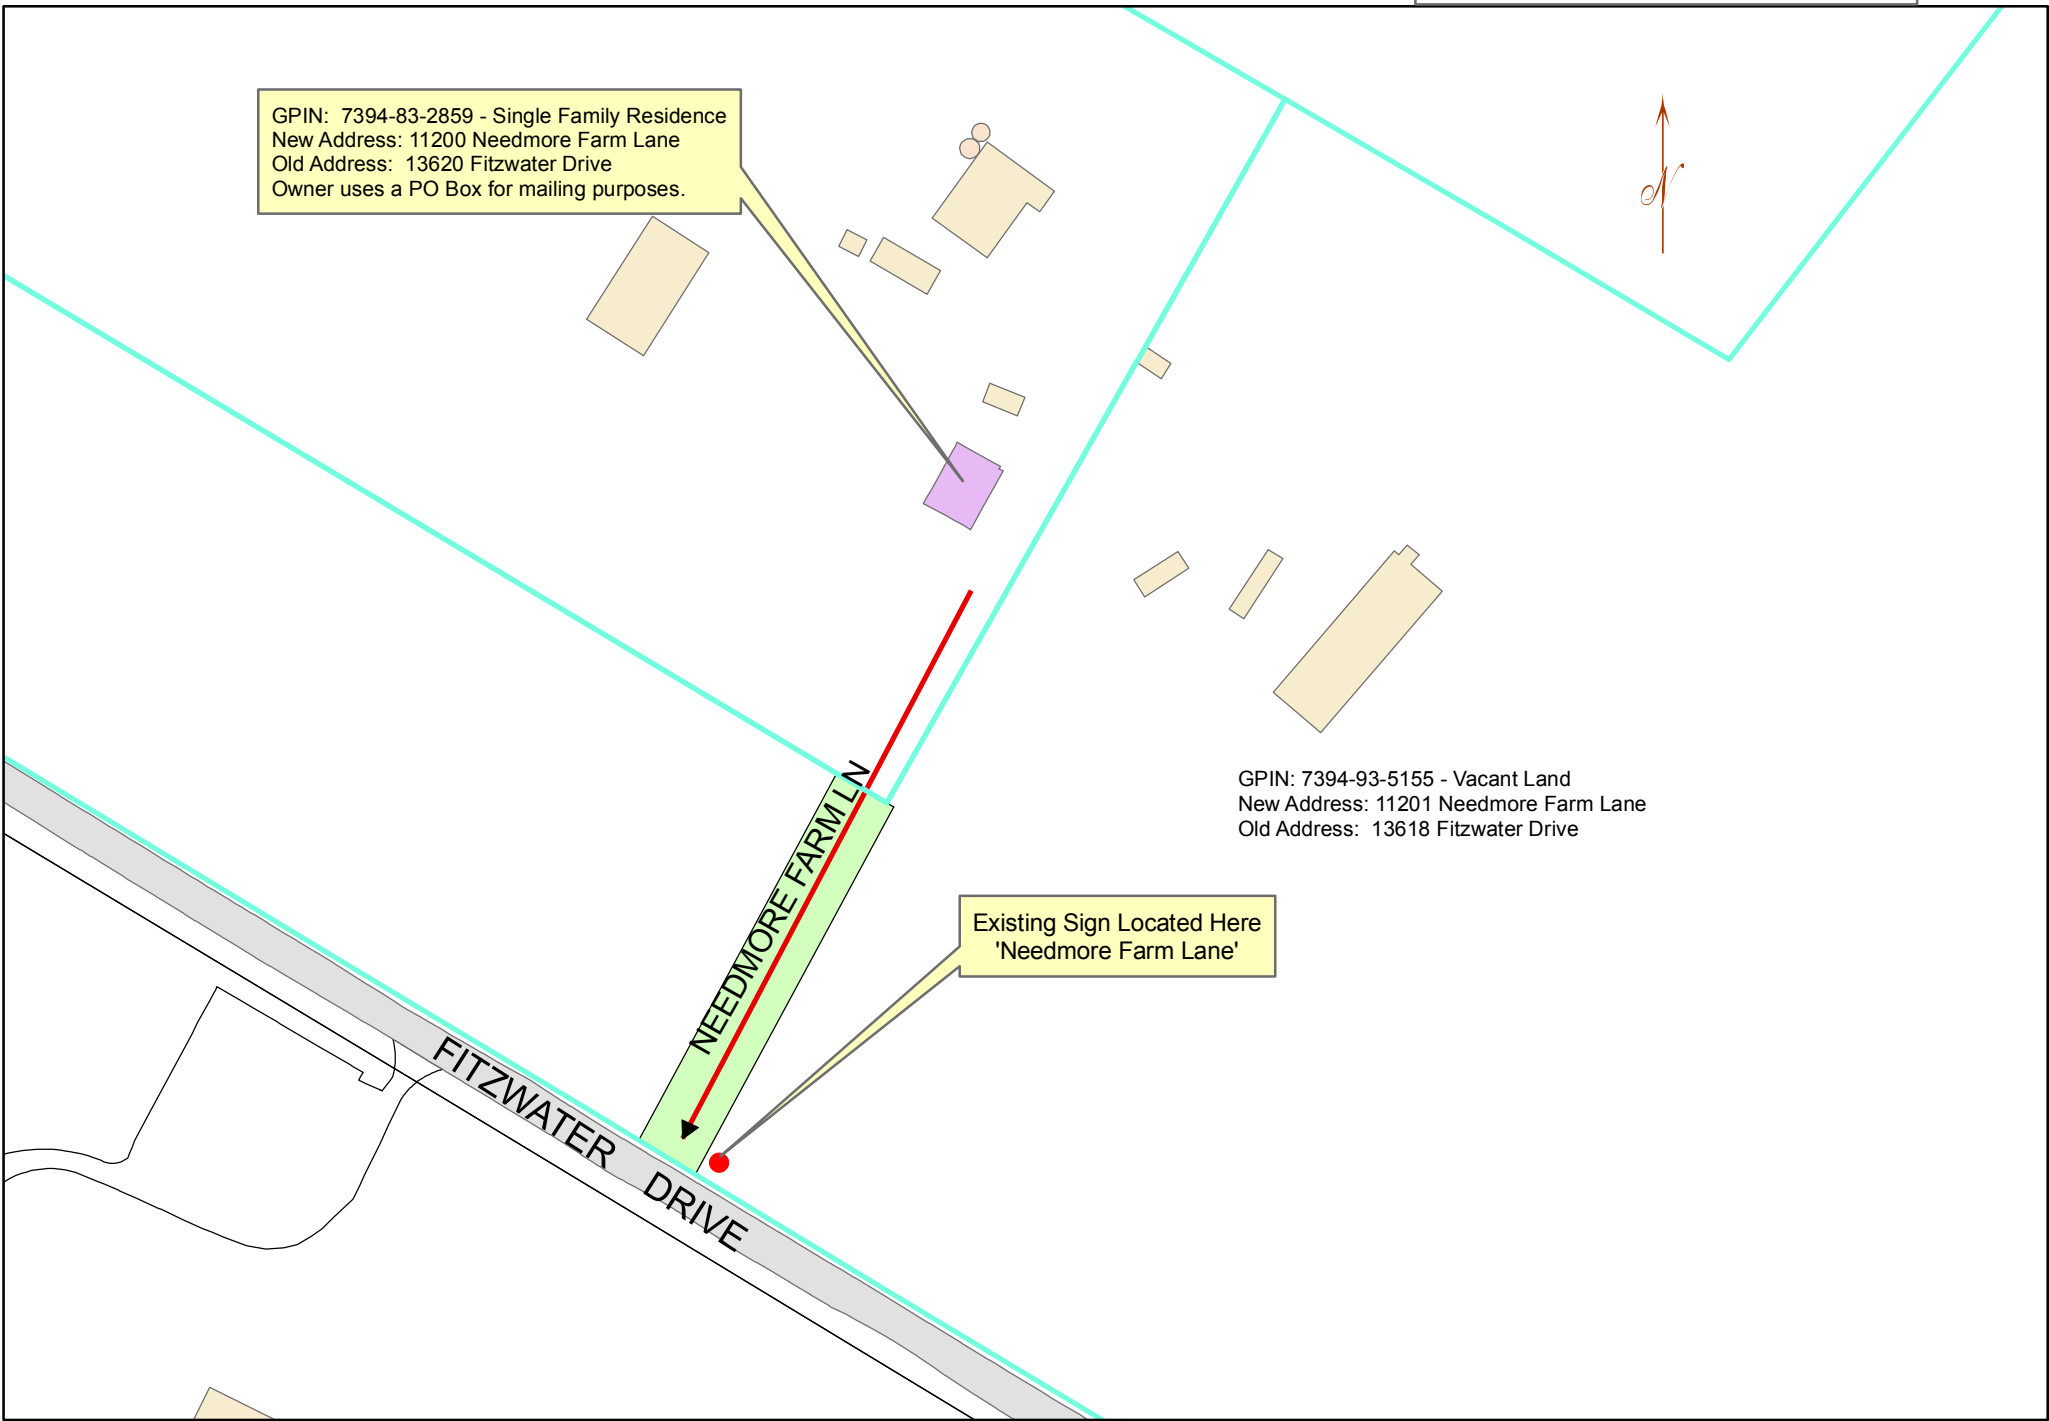 GPIN:  7394-83-2859 - Single Family Residence
New Address: 11200 Needmore Farm Lane
Old Address:  13620 Fitzwater Drive
Owner uses a PO Box for mailing purposes.
N
GPIN: 7394-93-5155 - Vacant Land
New Address: 11201 Needmore Farm Lane
Old Address:  13618 Fitzwater Drive
NEEDMORE FARM LN
Existing Sign Located Here
'Needmore Farm Lane'
FITZWATER DRIVE